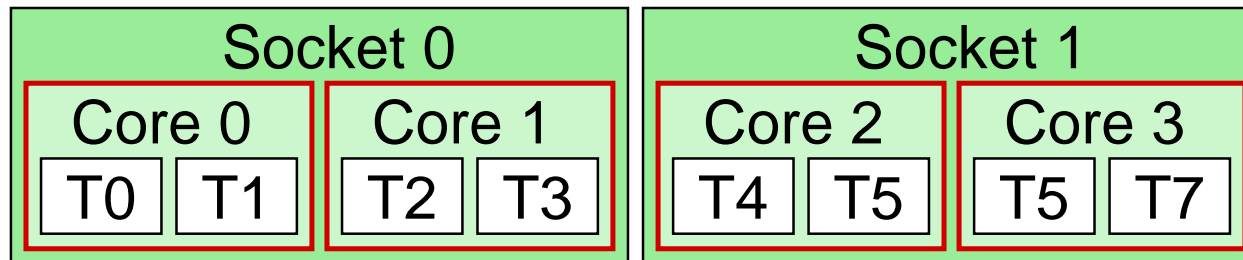 Socket 0 Socket 1
Core 0 Core 1 Core 2 Core 3
T0 T1 T2 T3 T4 T5 T5 T7